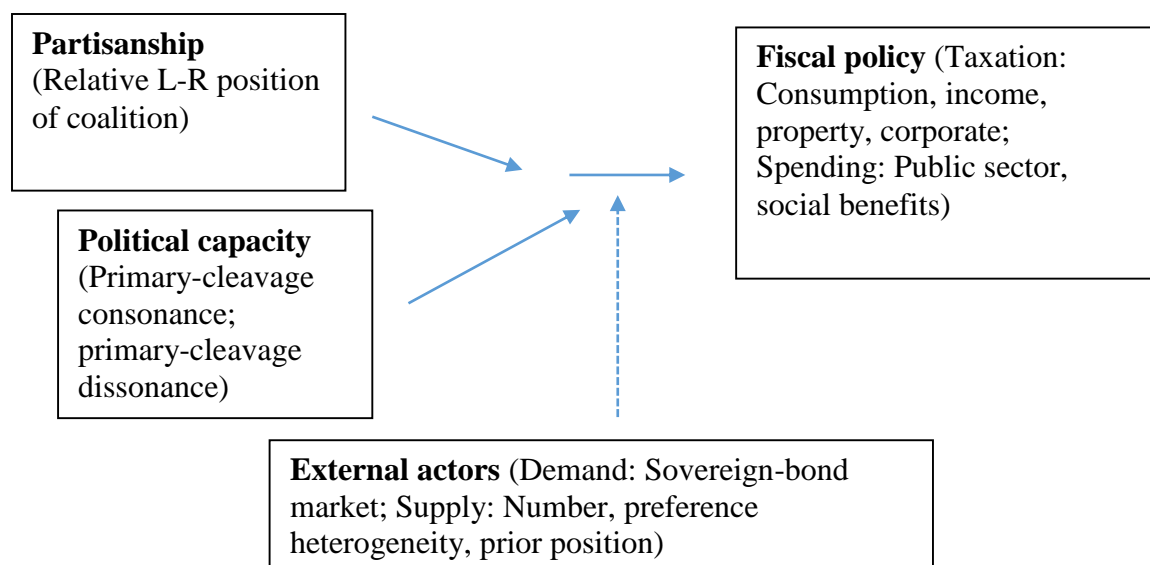 Partisanship
(Relative L-R position
of coalition)
Fiscal policy (Taxation:
Consumption, income,
property, corporate;
Spending: Public sector,
social benefits)
Political capacity
(Primary-cleavage
consonance;
primary-cleavage
dissonance)
External actors (Demand: Sovereign-bond
market; Supply: Number, preference
heterogeneity, prior position)